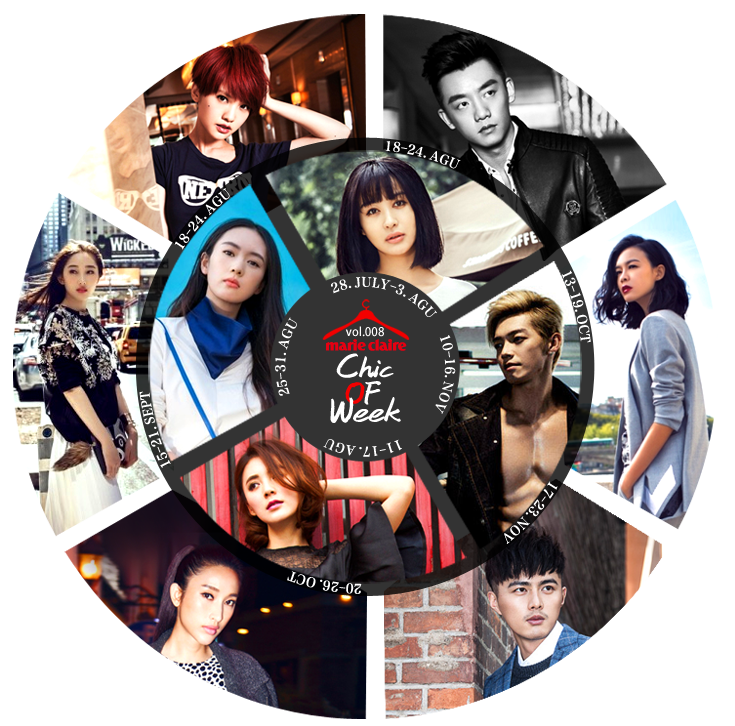 18-24.AGU
18-24.AGU
WICKED
28.JULY-3.AGU
13-19.OCT
vol.008
marie claire
Chic
OF
Week
25-31.AGU
10-16.NOV
11-17.AGU
15-21.SEPT
17-23.NOV
20-26.OCT
COFFEE